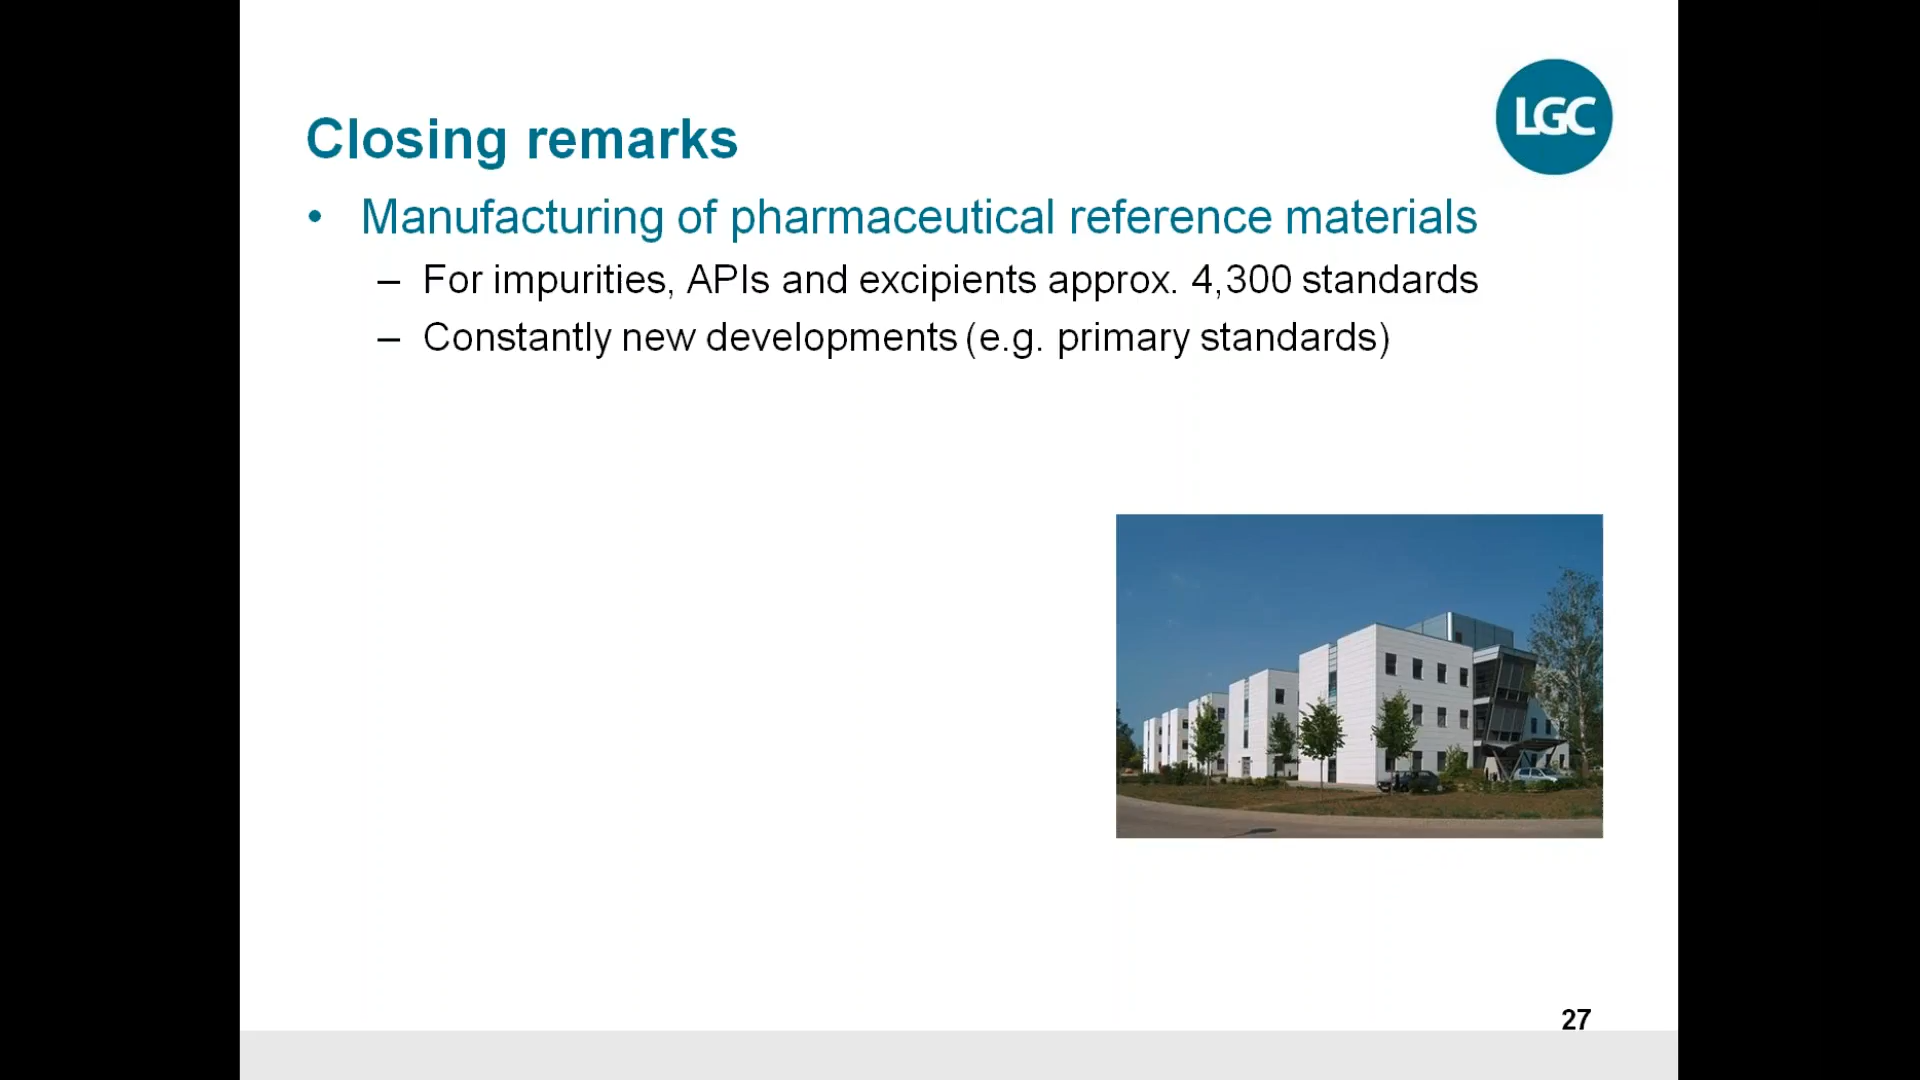 LGC
Closing remarks
• Manufacturing of pharmaceutical reference materials
– For impurities, APIs and excipients approx. 4,300 standards
– Constantly new developments (e.g. primary standards)
27